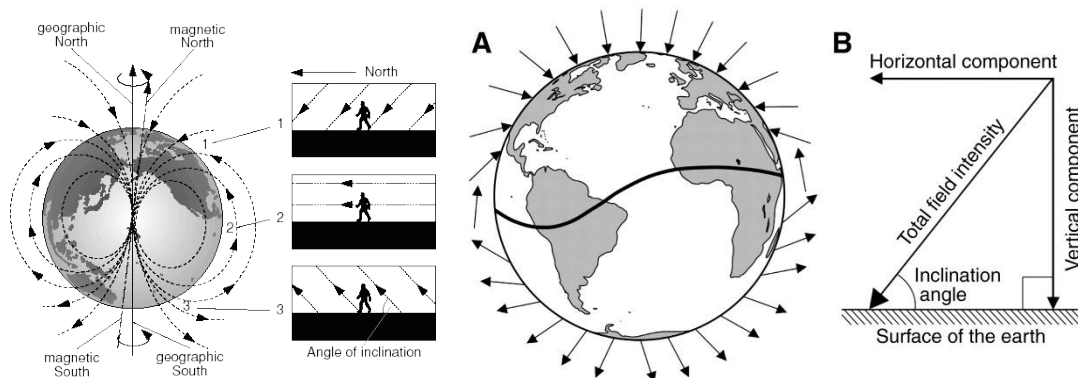 geographic
North
magnetic
North
1
2
3
magnetic
South
geographic
South
North
1
2
3
Angle of inclination
A
B
Horizontal component
Total field intensity
Vertical component
Inclination
angle
Surface of the earth